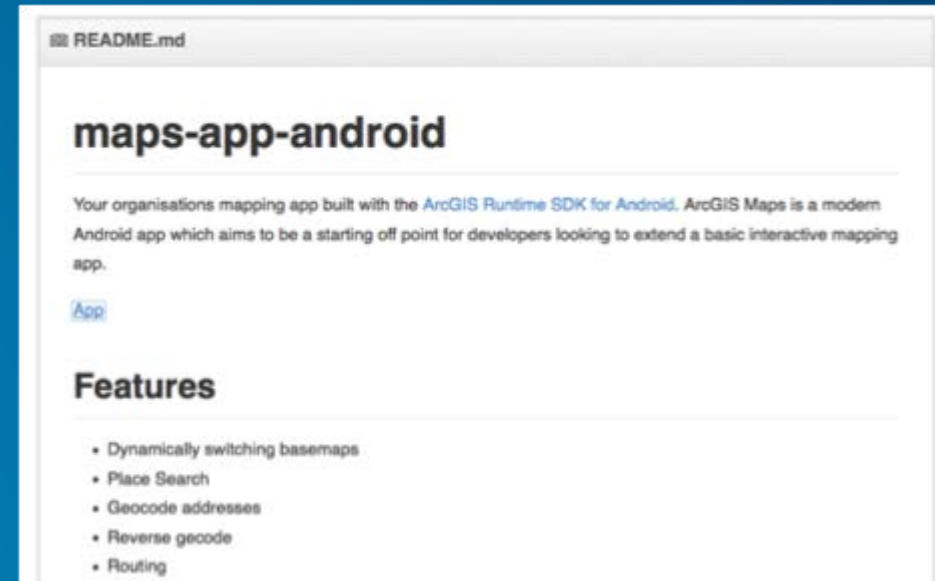 README.md
maps-app-android
Your organisations mapping app built with the ArcGIS Runtime SDK for Android. ArcGIS Maps is a modern
Android app which aims to be a starting off point for developers looking to extend a basic interactive mapping
app.
App
Features
• Dynamically switching basemaps
• Place Search
• Geocode addresses
• Reverse gecode
• Routing